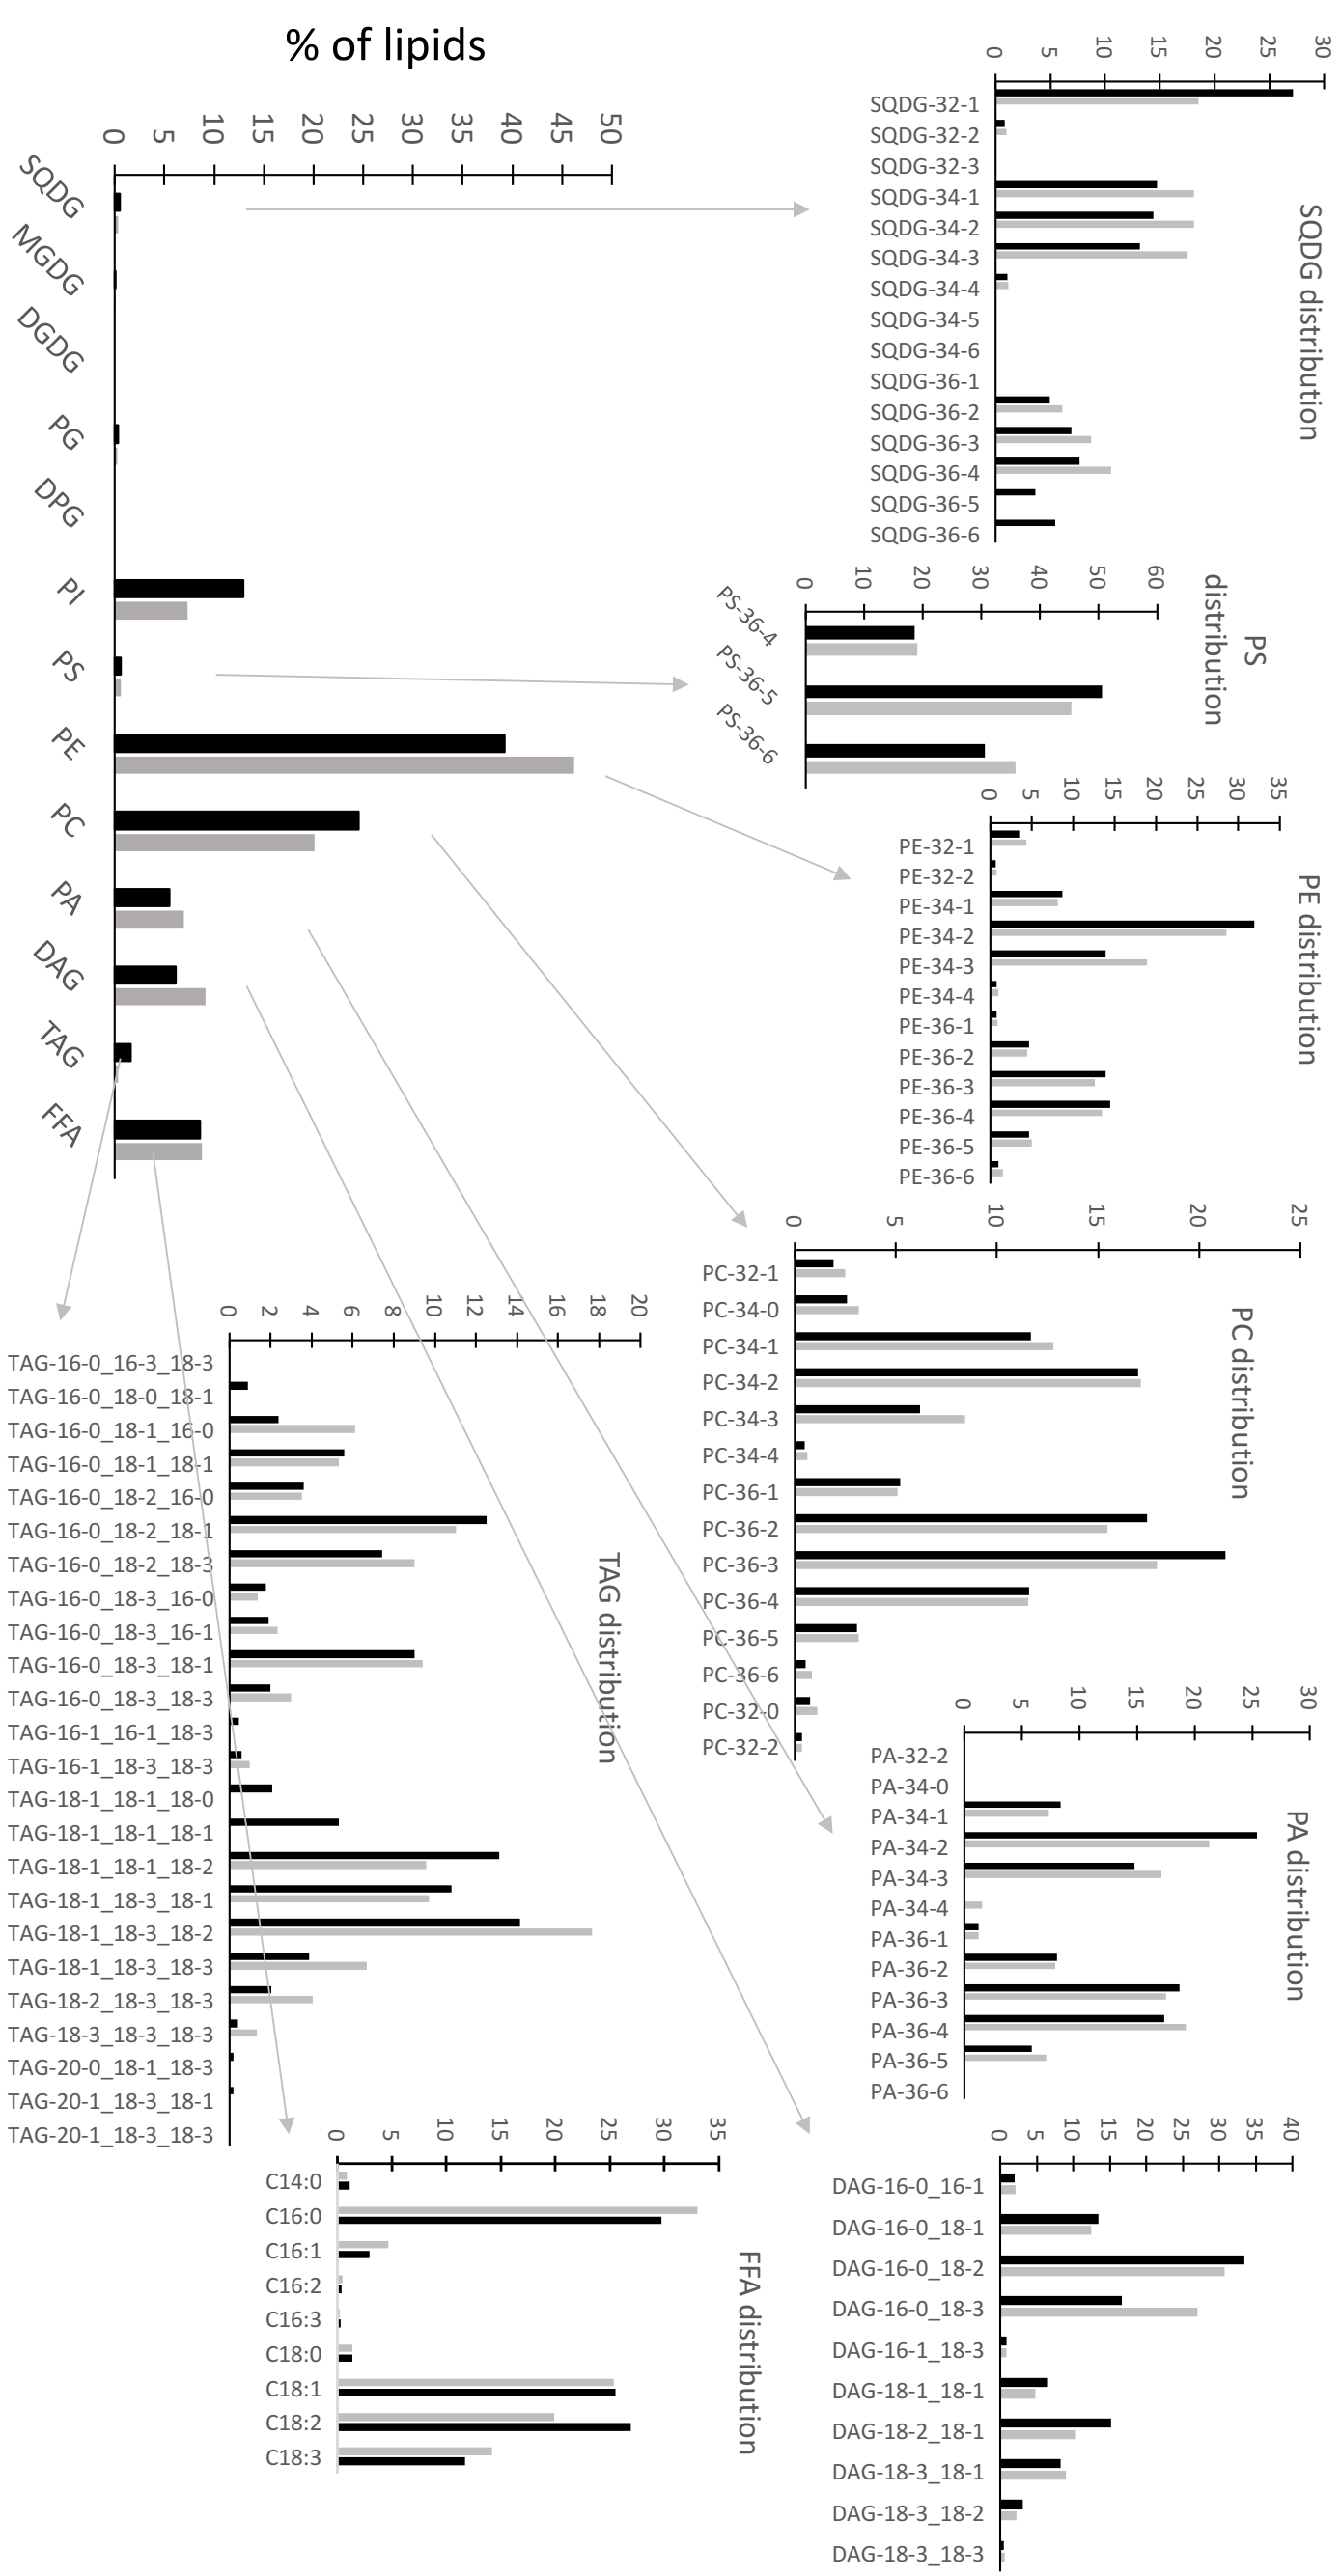 % of lipids
0
5
10
15
20
25
30
35
40
45
50
SQDG
MGDG
DGDG
PG
DPG
PI
PS
PE
PC
PA
DAG
TAG
FFA
SQDG distribution
0
5
10
15
20
25
30
SQDG-32-1
SQDG-32-2
SQDG-32-3
SQDG-34-1
SQDG-34-2
SQDG-34-3
SQDG-34-4
SQDG-34-5
SQDG-34-6
SQDG-36-1
SQDG-36-2
SQDG-36-3
SQDG-36-4
SQDG-36-5
SQDG-36-6
PS
distribution
0
10
20
30
40
50
60
PS-36-4
PS-36-5
PS-36-6
PE distribution
0
5
10
15
20
25
30
35
PE-32-1
PE-32-2
PE-34-1
PE-34-2
PE-34-3
PE-34-4
PE-36-1
PE-36-2
PE-36-3
PE-36-4
PE-36-5
PE-36-6
PC distribution
0
5
10
15
20
25
PC-32-1
PC-34-0
PC-34-1
PC-34-2
PC-34-3
PC-34-4
PC-36-1
PC-36-2
PC-36-3
PC-36-4
PC-36-5
PC-36-6
PC-32-0
PC-32-2
PA distribution
0
5
10
15
20
25
30
PA-32-2
PA-34-0
PA-34-1
PA-34-2
PA-34-3
PA-34-4
PA-36-1
PA-36-2
PA-36-3
PA-36-4
PA-36-5
PA-36-6
0
5
10
15
20
25
30
35
40
DAG-16-0_16-1
DAG-16-0_18-1
DAG-16-0_18-2
DAG-16-0_18-3
DAG-16-1_18-3
DAG-18-1_18-1
DAG-18-2_18-1
DAG-18-3_18-1
DAG-18-3_18-2
DAG-18-3_18-3
TAG distribution
0
2
4
6
8
10
12
14
16
18
20
TAG-16-0_16-3_18-3
TAG-16-0_18-0_18-1
TAG-16-0_18-1_16-0
TAG-16-0_18-1_18-1
TAG-16-0_18-2_16-0
TAG-16-0_18-2_18-1
TAG-16-0_18-2_18-3
TAG-16-0_18-3_16-0
TAG-16-0_18-3_16-1
TAG-16-0_18-3_18-1
TAG-16-0_18-3_18-3
TAG-16-1_16-1_18-3
TAG-16-1_18-3_18-3
TAG-18-1_18-1_18-0
TAG-18-1_18-1_18-1
TAG-18-1_18-1_18-2
TAG-18-1_18-3_18-1
TAG-18-1_18-3_18-2
TAG-18-1_18-3_18-3
TAG-18-2_18-3_18-3
TAG-18-3_18-3_18-3
TAG-20-0_18-1_18-3
TAG-20-1_18-3_18-1
TAG-20-1_18-3_18-3
FFA distribution
0
5
10
15
20
25
30
35
C14:0
C16:0
C16:1
C16:2
C16:3
C18:0
C18:1
C18:2
C18:3